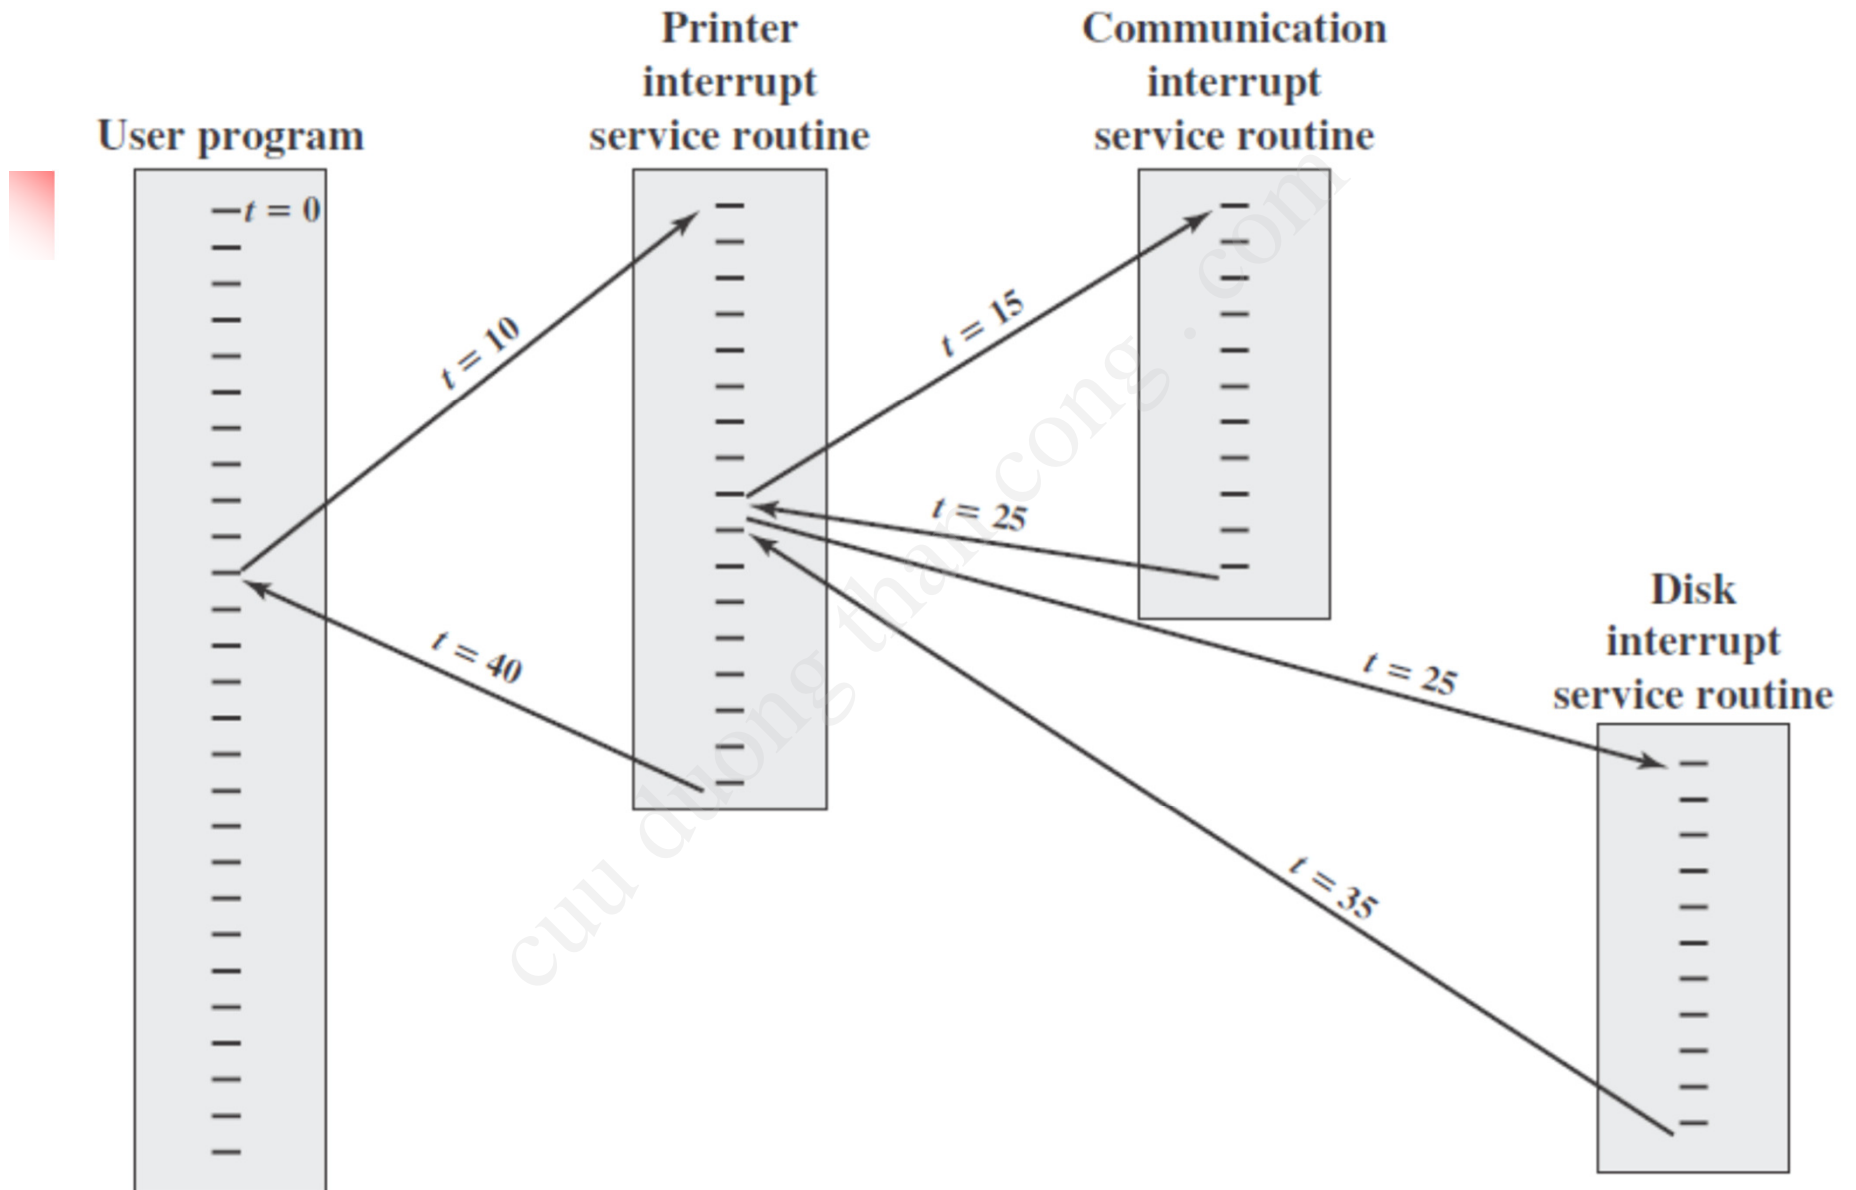 Printer
interrupt
service routine
Communication
interrupt
service routine
User program
t = 0
t = 10
t = 15
t = 25
t = 40
t = 25
t = 35
Disk
interrupt
service routine
cuu duong than cong . com